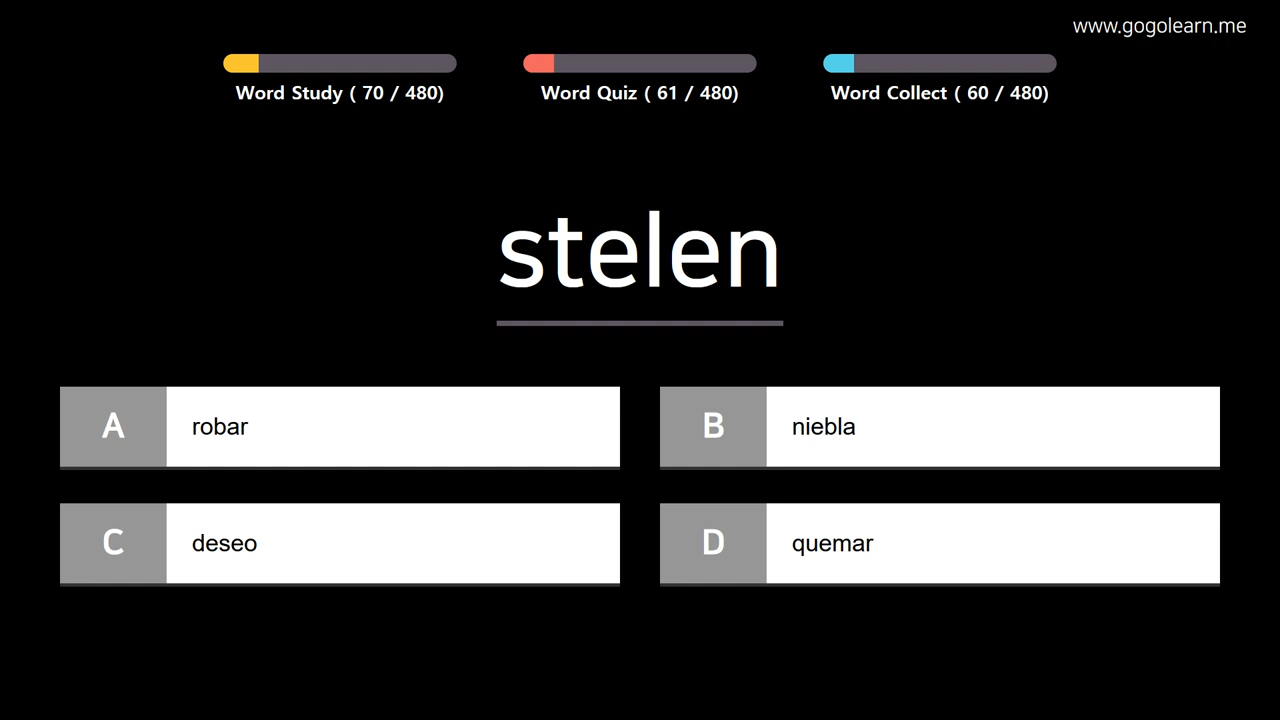 www.gogolearn.me
Word Study ( 70 / 480)
Word Quiz ( 61 / 480)
Word Collect ( 60 / 480)
stelen
A robar
B niebla
C deseo
D quemar